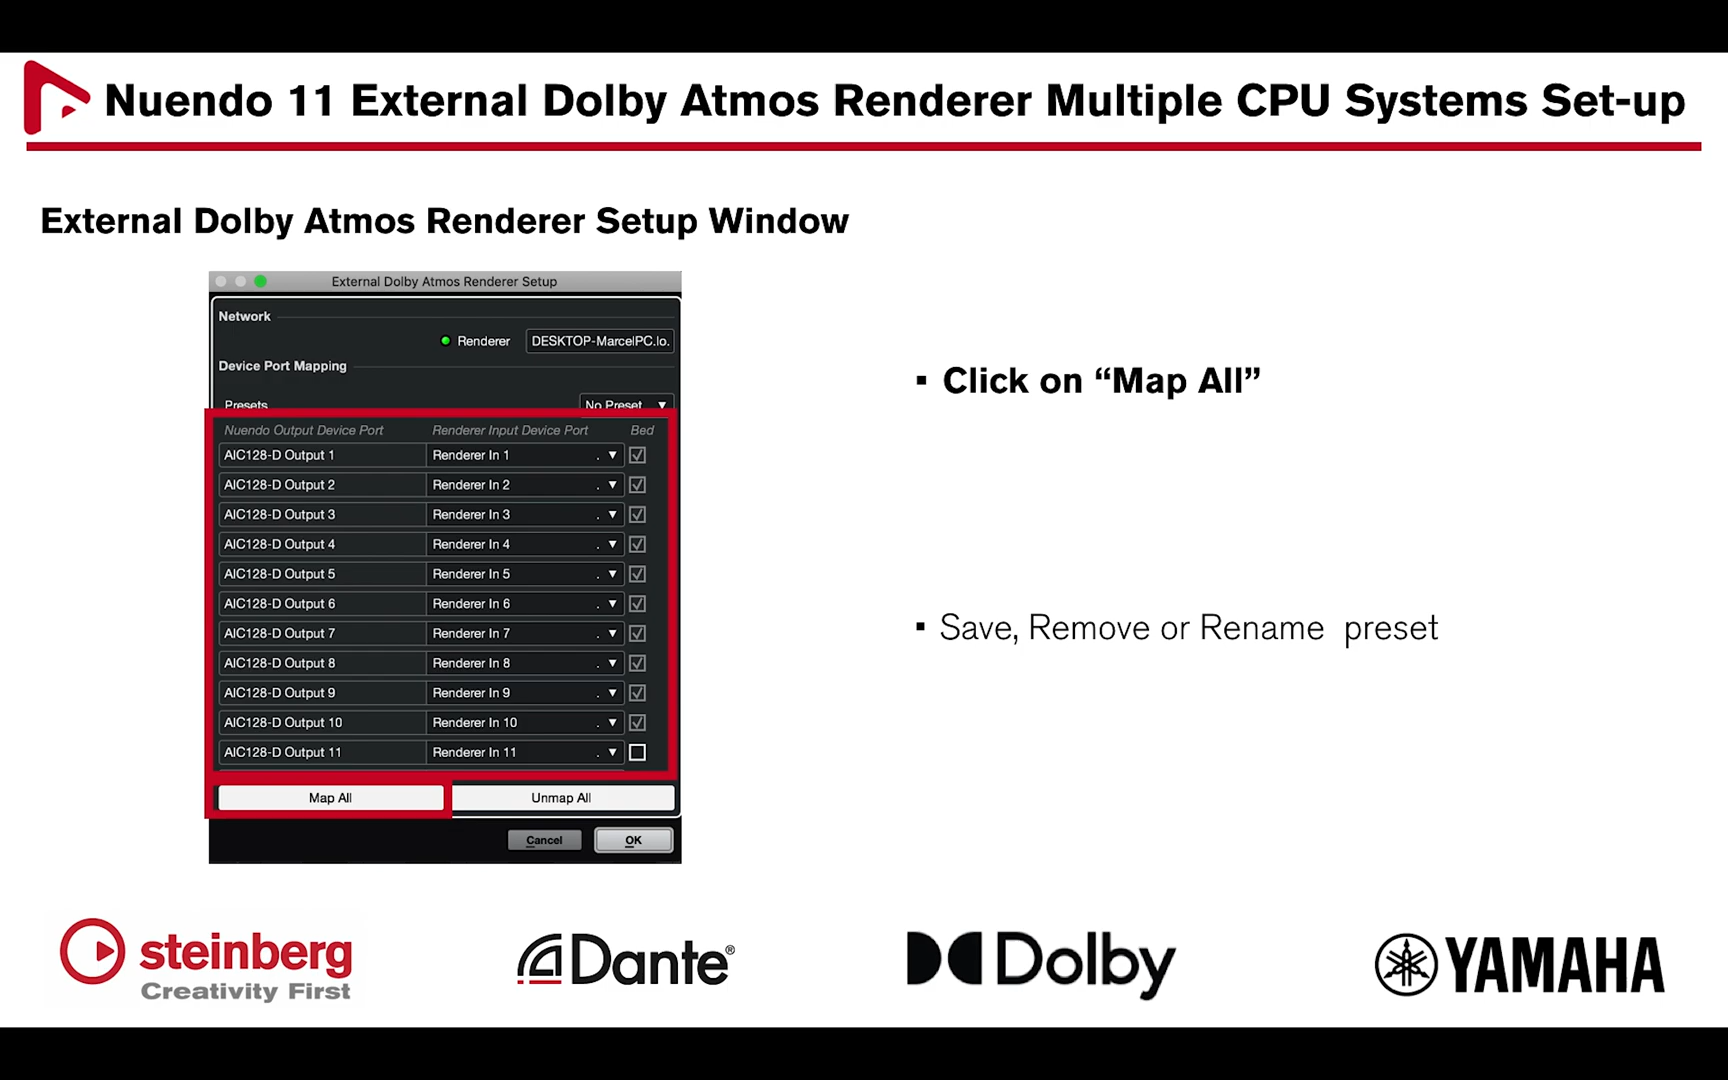 Nuendo 11 External Dolby Atmos Renderer Multiple CPU Systems Set-up
External Dolby Atmos Renderer Setup Window
External Dolby Atmos Renderer Setup
Network
Renderer DESKTOP-MarcelPC.lo.
Device Port Mapping
Presets No Preset
Nuendo Output Device Port Renderer Input Device Port Bed
AIC128-D Output 1 Renderer In 1 .
AIC128-D Output 2 Renderer In 2 .
AIC128-D Output 3 Renderer In 3 .
AIC128-D Output 4 Renderer In 4 .
AIC128-D Output 5 Renderer In 5 .
AIC128-D Output 6 Renderer In 6 .
AIC128-D Output 7 Renderer In 7 .
AIC128-D Output 8 Renderer In 8 .
AIC128-D Output 9 Renderer In 9 .
AIC128-D Output 10 Renderer In 10 .
AIC128-D Output 11 Renderer In 11 .
Map All Unmap All
Cancel OK
▪ Click on “Map All”
▪ Save, Remove or Rename preset
steinberg
Creativity First
Dante®
Dolby
YAMAHA